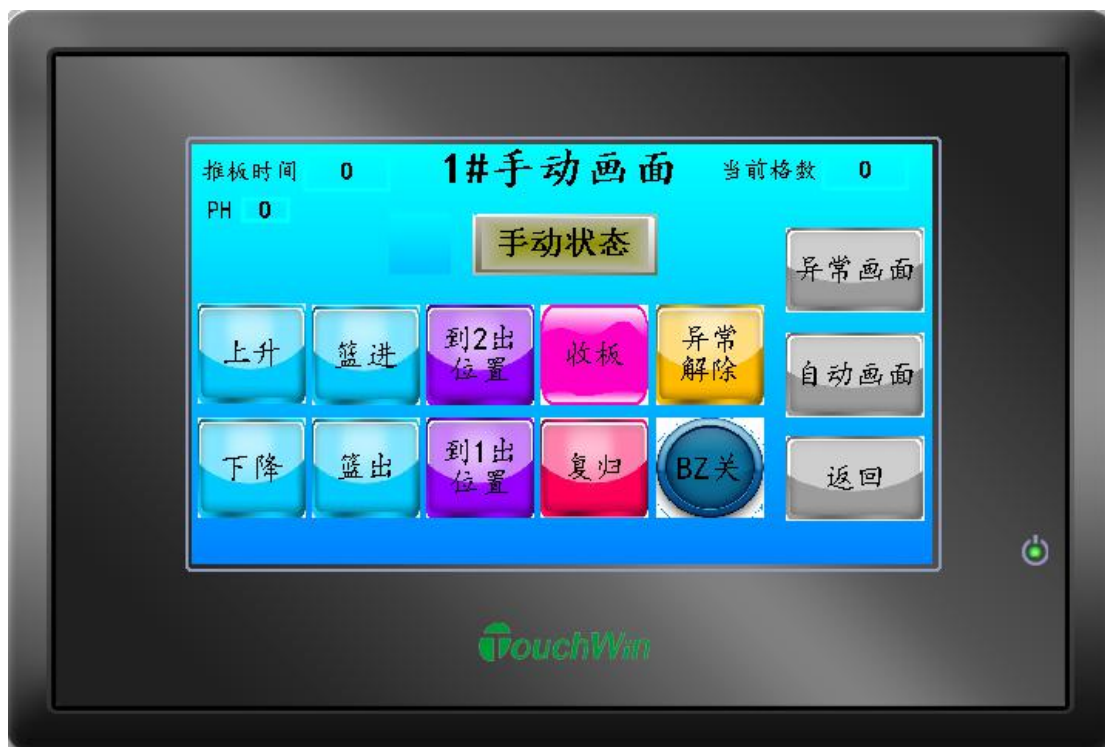 推板时间 0 1#手动画面 当前格数 0
PH 0
手动状态
异常画面
上升 篮进 到2出位置 收板 异常解除
自动画面
下降 篮出 到1出位置 复归 BZ关
返回
TouchWin